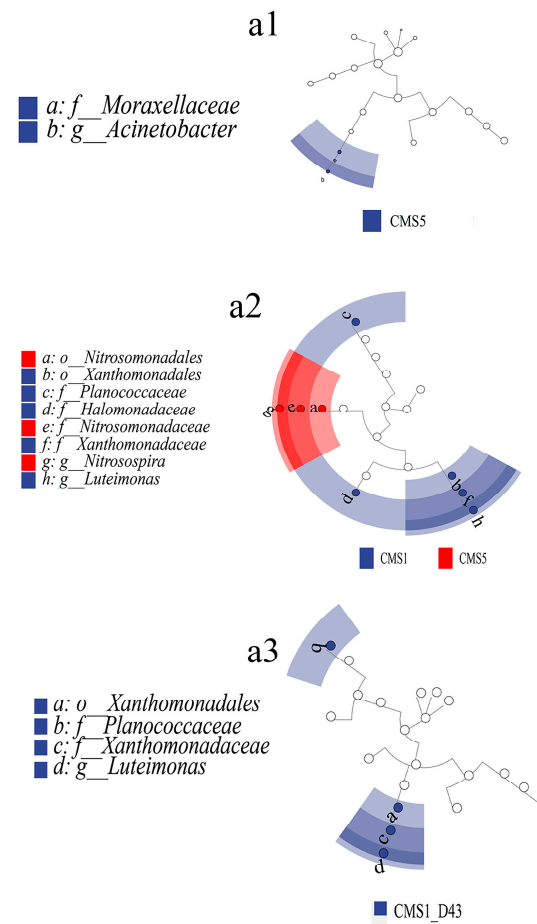 a1
a: f__Moraxellaceae
b: g__Acinetobacter
CMS5
a2
a: o__Nitrosomonadales
b: o__Xanthomonadales
c: f__Planococcaceae
d: f__Halomonadaceae
e: f__Nitrosomonadaceae
f: f__Xanthomonadaceae
g: g__Nitrosospira
h: g__Luteimonas
c
g e a
d
b
f
h
CMS1 CMS5
a3
b
a: o__Xanthomonadales
b: f__Planococcaceae
c: f__Xanthomonadaceae
d: g__Luteimonas
a
c
d
CMS1_D43